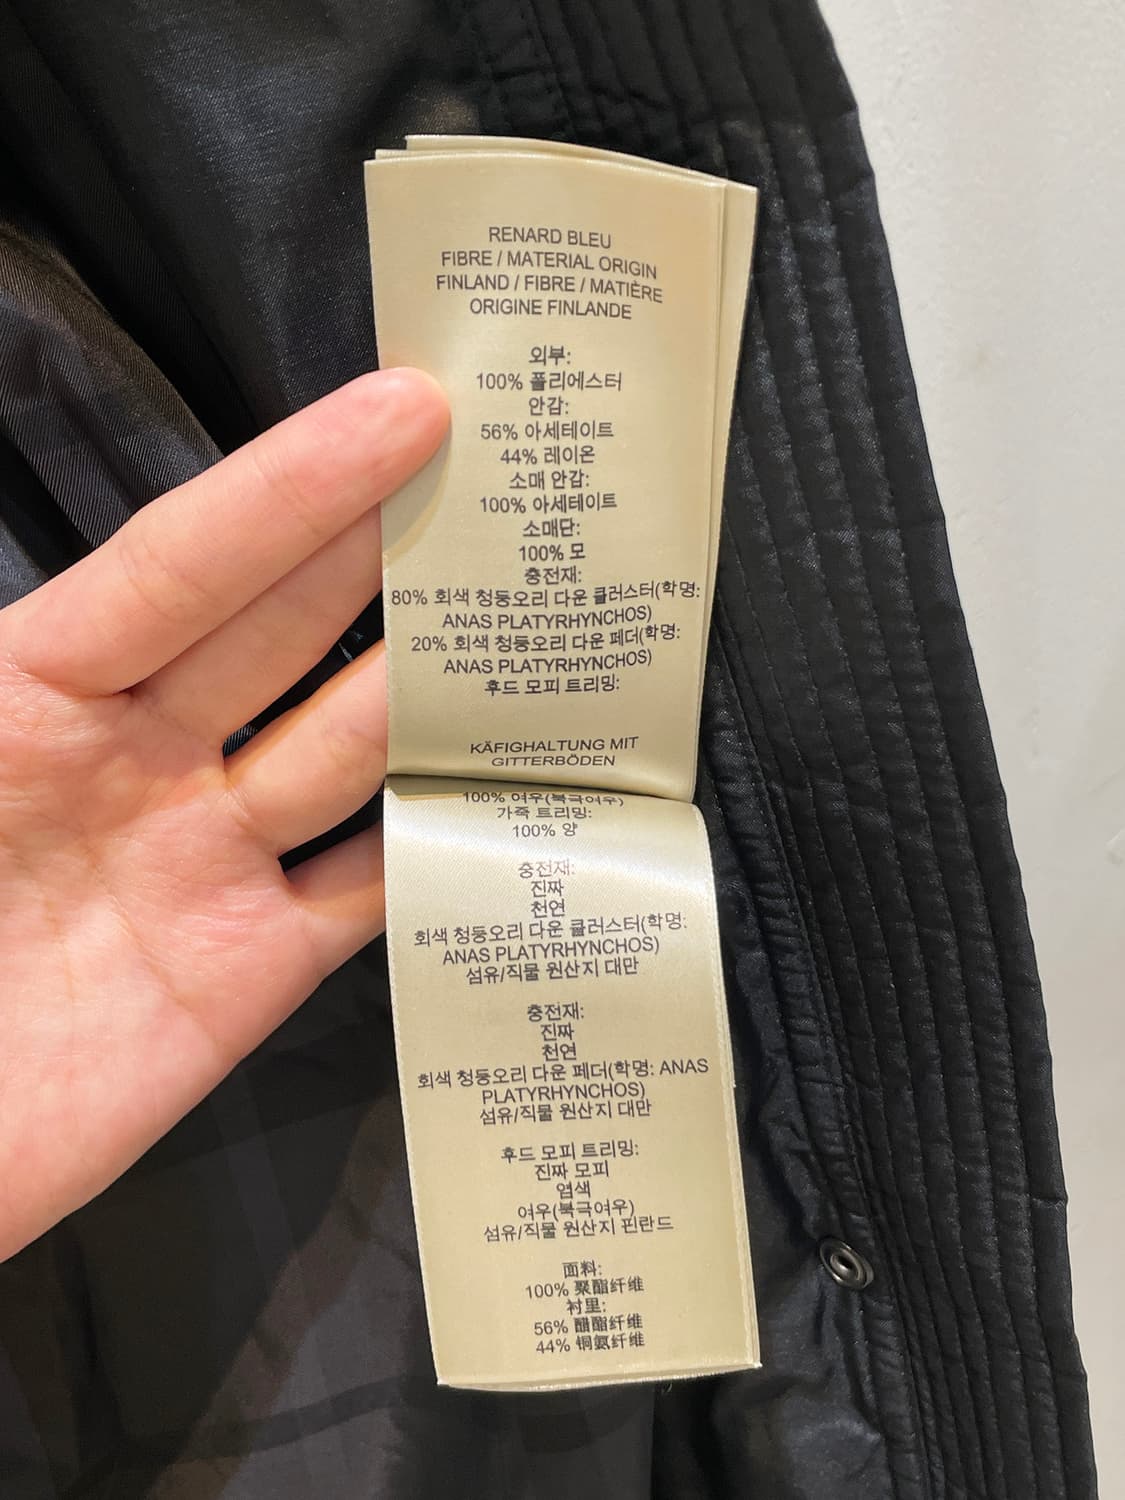 RENARD BLEU
FIBRE / MATERIAL ORIGIN
FINLAND / FIBRE / MATIÈRE
ORIGINE FINLANDE
외부:
100% 폴리에스터
안감:
56% 아세테이트
44% 레이온
소매 안감:
100% 아세테이트
소매단:
100% 모
충전재:
80% 회색 청둥오리 다운 클러스터(학명:
ANAS PLATYRHYNCHOS)
20% 회색 청둥오리 다운 페더(학명:
ANAS PLATYRHYNCHOS)
후드 모피 트리밍:
KÄFIGHALTUNG MIT
GITTERBÖDEN
100% 여우(북극여우)
가죽 트리밍:
100% 양
충전재:
진짜
천연
회색 청둥오리 다운 클러스터(학명:
ANAS PLATYRHYNCHOS)
섬유/직물 원산지 대만
충전재:
진짜
천연
회색 청둥오리 다운 페더(학명: ANAS
PLATYRHYNCHOS)
섬유/직물 원산지 대만
후드 모피 트리밍:
진짜 모피
염색
여우(북극여우)
섬유/직물 원산지 핀란드
面料:
100% 聚酯纤维
衬里:
56% 醋酯纤维
44% 铜氨纤维